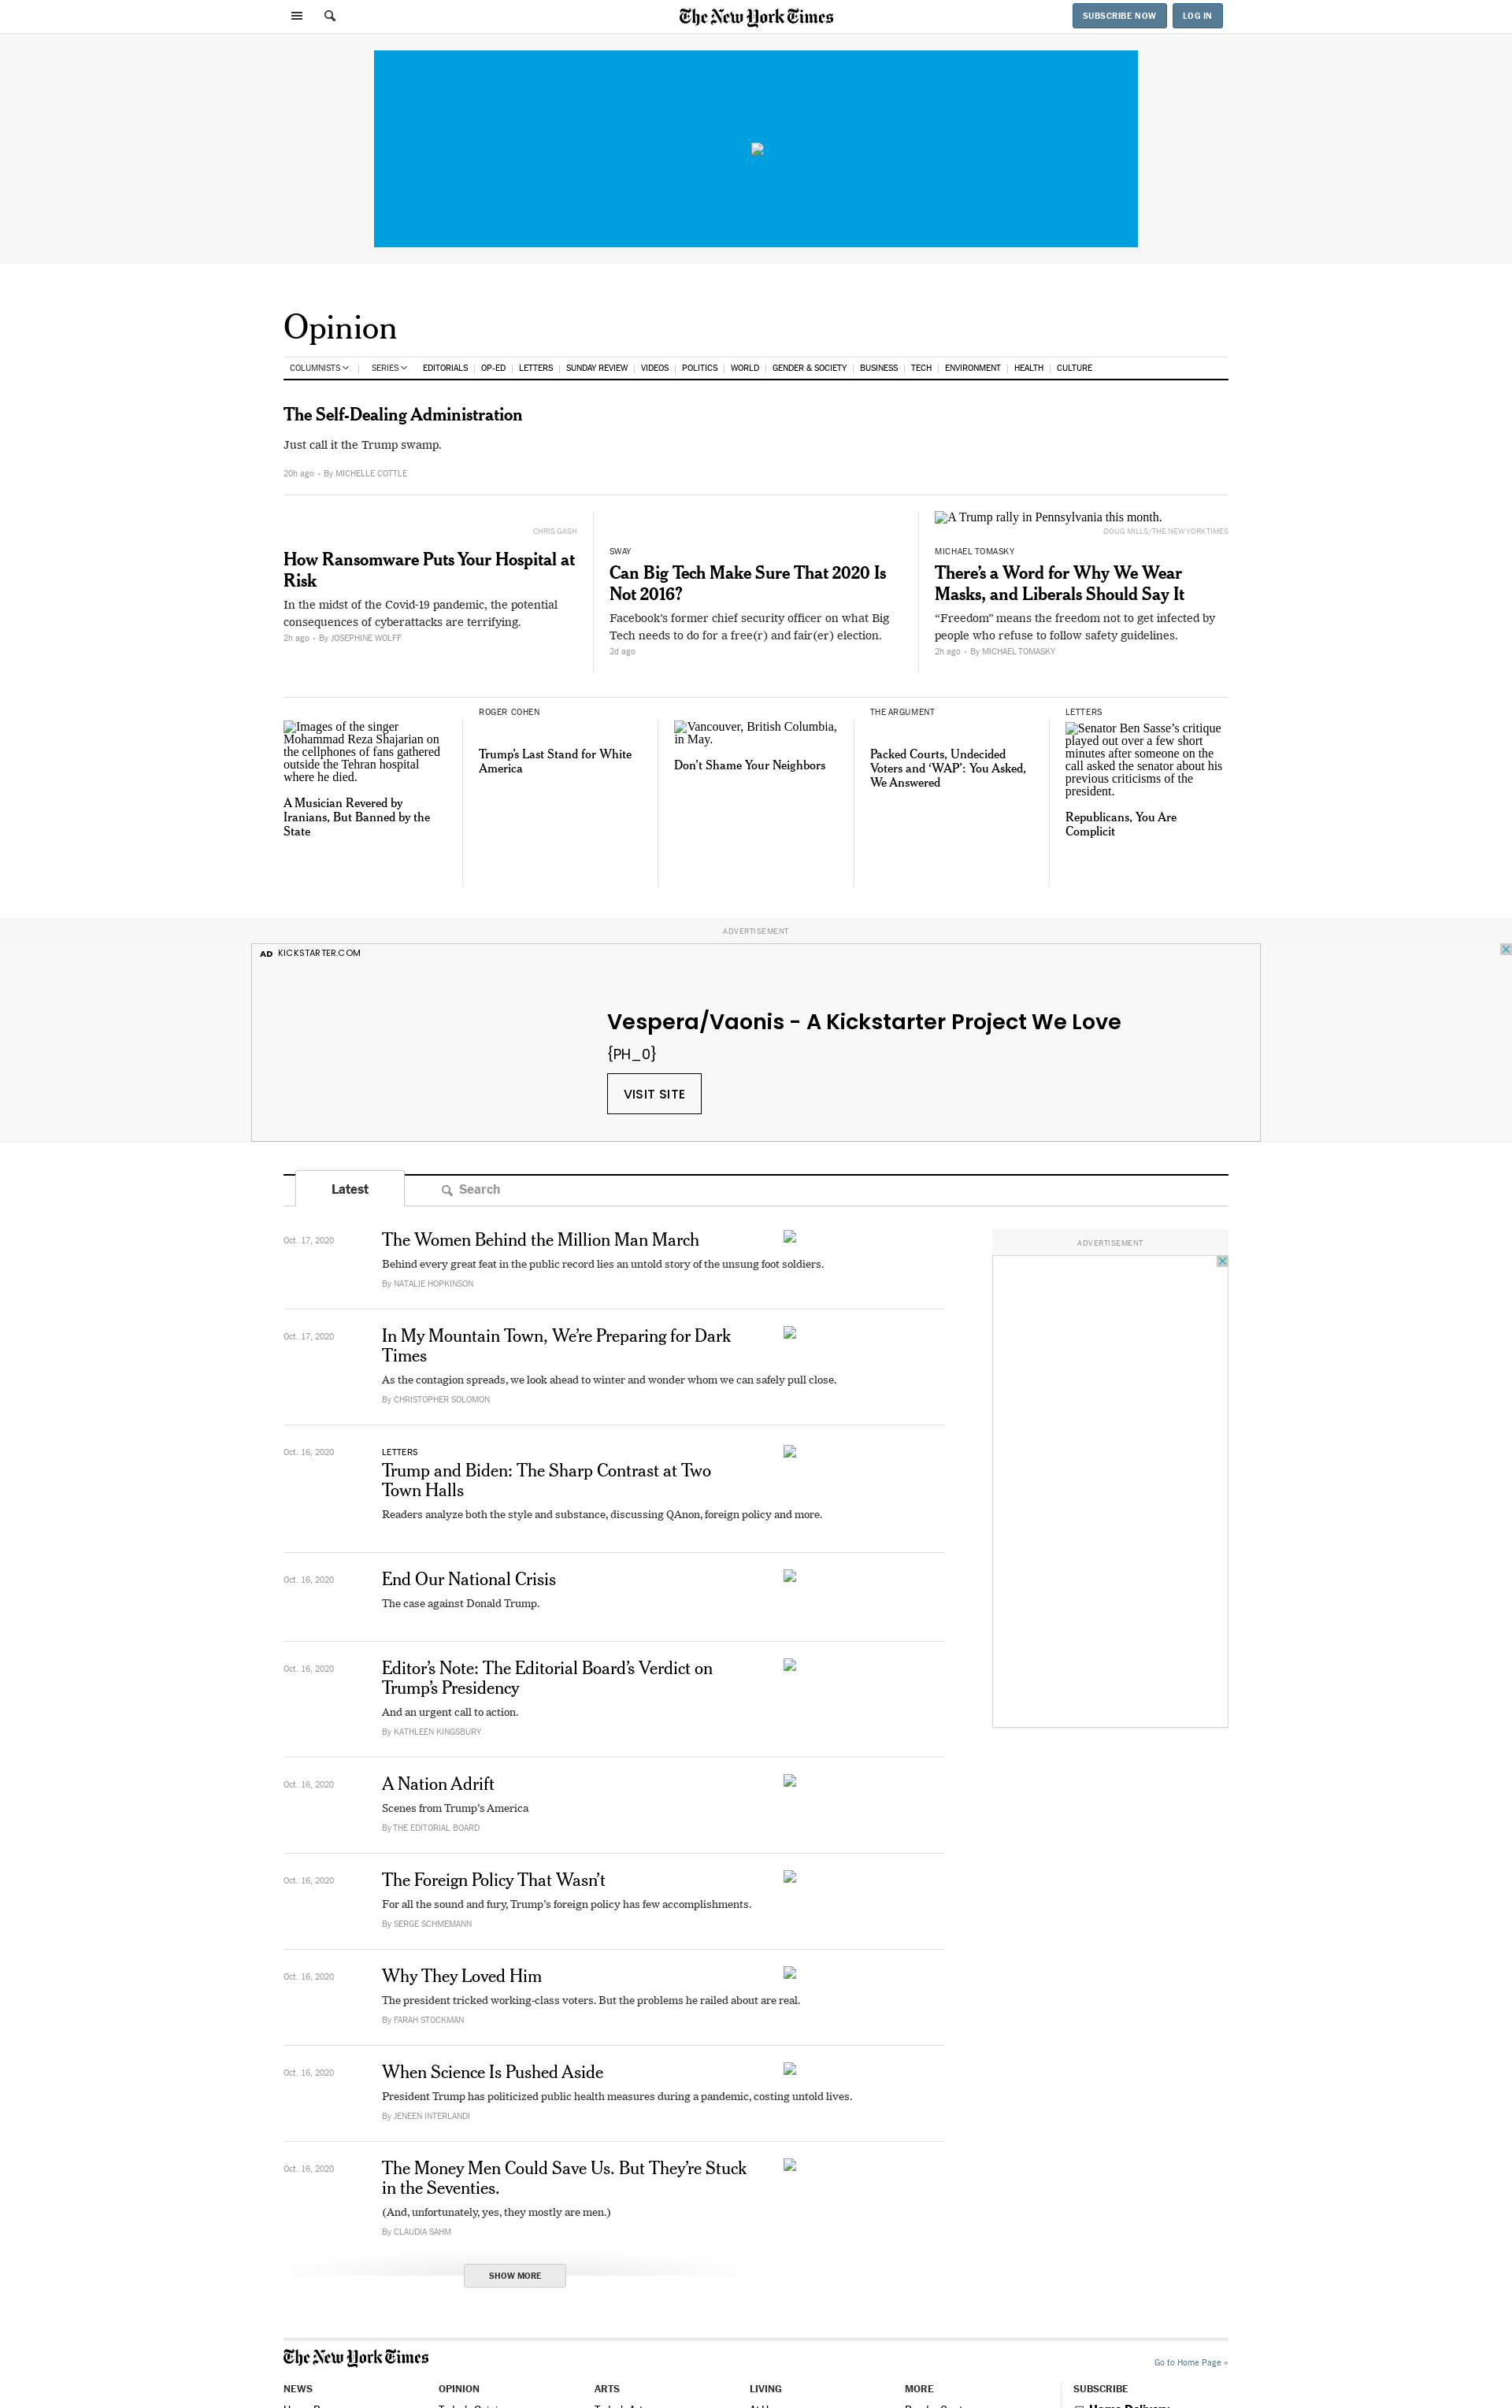 The New York Times
SUBSCRIBE NOW
LOG IN
Opinion
COLUMNISTS
SERIES
EDITORIALS
OP-ED
LETTERS
SUNDAY REVIEW
VIDEOS
POLITICS
WORLD
GENDER & SOCIETY
BUSINESS
TECH
ENVIRONMENT
HEALTH
CULTURE
The Self-Dealing Administration
Just call it the Trump swamp.
20h ago • By MICHELLE COTTLE
CHRIS GASH
How Ransomware Puts Your Hospital at
Risk
In the midst of the Covid-19 pandemic, the potential
consequences of cyberattacks are terrifying.
2h ago • By JOSEPHINE WOLFF
SWAY
Can Big Tech Make Sure That 2020 Is
Not 2016?
Facebook’s former chief security officer on what Big
Tech needs to do for a free(r) and fair(er) election.
2d ago
A Trump rally in Pennsylvania this month.
DOUG MILLS/THE NEW YORK TIMES
MICHAEL TOMASKY
There’s a Word for Why We Wear
Masks, and Liberals Should Say It
“Freedom” means the freedom not to get infected by
people who refuse to follow safety guidelines.
2h ago • By MICHAEL TOMASKY
Images of the singer
Mohammad Reza Shajarian on
the cellphones of fans gathered
outside the Tehran hospital
where he died.
A Musician Revered by
Iranians, But Banned by the
State
ROGER COHEN
Trump’s Last Stand for White
America
Vancouver, British Columbia,
in May.
Don’t Shame Your Neighbors
THE ARGUMENT
Packed Courts, Undecided
Voters and ‘WAP’: You Asked,
We Answered
LETTERS
Senator Ben Sasse’s critique
played out over a few short
minutes after someone on the
call asked the senator about his
previous criticisms of the
president.
Republicans, You Are
Complicit
ADVERTISEMENT
AD KICKSTARTER.COM
Vespera/Vaonis - A Kickstarter Project We Love
{PH_0}
VISIT SITE
Latest
Search
ADVERTISEMENT
Oct. 17, 2020
The Women Behind the Million Man March
Behind every great feat in the public record lies an untold story of the unsung foot soldiers.
By NATALIE HOPKINSON
Oct. 17, 2020
In My Mountain Town, We’re Preparing for Dark
Times
As the contagion spreads, we look ahead to winter and wonder whom we can safely pull close.
By CHRISTOPHER SOLOMON
Oct. 16, 2020
LETTERS
Trump and Biden: The Sharp Contrast at Two
Town Halls
Readers analyze both the style and substance, discussing QAnon, foreign policy and more.
Oct. 16, 2020
End Our National Crisis
The case against Donald Trump.
Oct. 16, 2020
Editor’s Note: The Editorial Board’s Verdict on
Trump’s Presidency
And an urgent call to action.
By KATHLEEN KINGSBURY
Oct. 16, 2020
A Nation Adrift
Scenes from Trump’s America
By THE EDITORIAL BOARD
Oct. 16, 2020
The Foreign Policy That Wasn’t
For all the sound and fury, Trump’s foreign policy has few accomplishments.
By SERGE SCHMEMANN
Oct. 16, 2020
Why They Loved Him
The president tricked working-class voters. But the problems he railed about are real.
By FARAH STOCKMAN
Oct. 16, 2020
When Science Is Pushed Aside
President Trump has politicized public health measures during a pandemic, costing untold lives.
By JENEEN INTERLANDI
Oct. 16, 2020
The Money Men Could Save Us. But They’re Stuck
in the Seventies.
(And, unfortunately, yes, they mostly are men.)
By CLAUDIA SAHM
SHOW MORE
The New York Times
Go to Home Page »
NEWS
OPINION
ARTS
LIVING
MORE
SUBSCRIBE